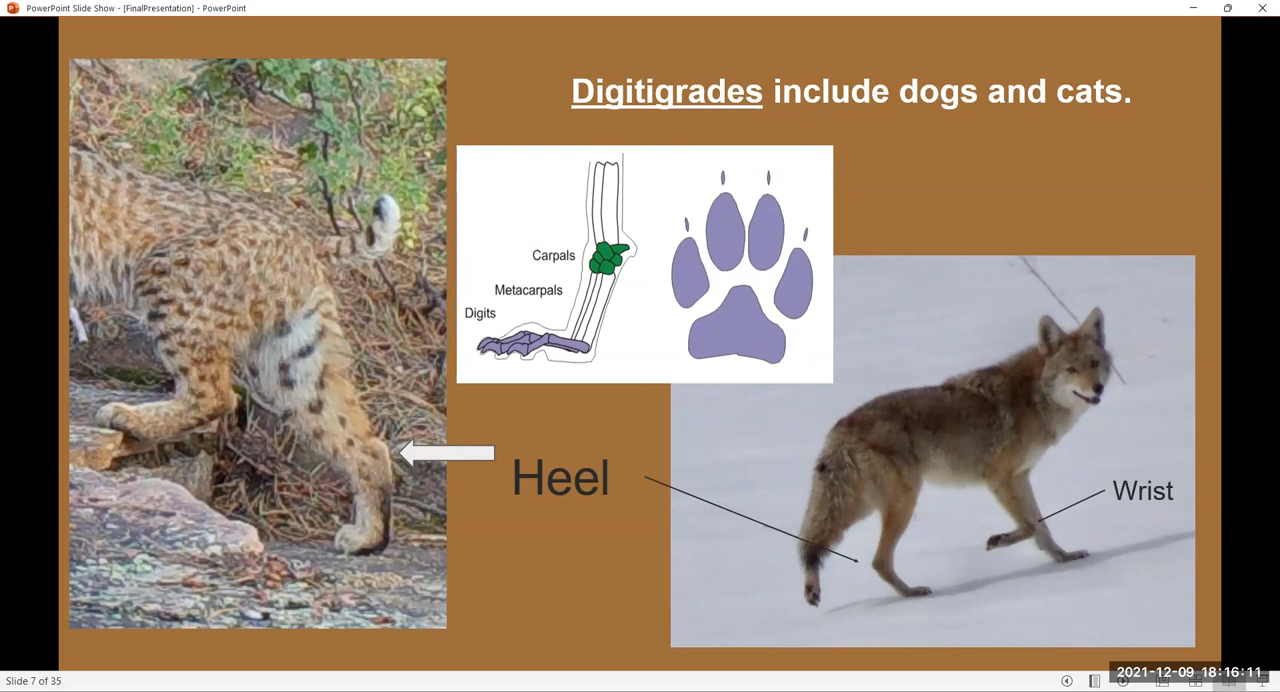 PowerPoint Slide Show - [FinalPresentation] - PowerPoint
Digitigrades include dogs and cats.
Carpals
Metacarpals
Digits
Heel
Wrist
Slide 7 of 35
2021-12-09 18:16:11